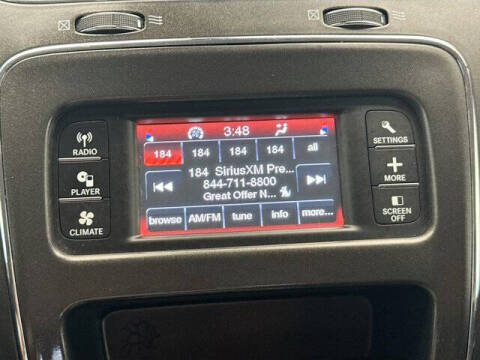 3:48
184 184 184 184 all
184 SiriusXM Pre...
844-711-8800
Great Offer N...
browse AM/FM tune info more...
RADIO
PLAYER
CLIMATE
SETTINGS
MORE
SCREEN
OFF